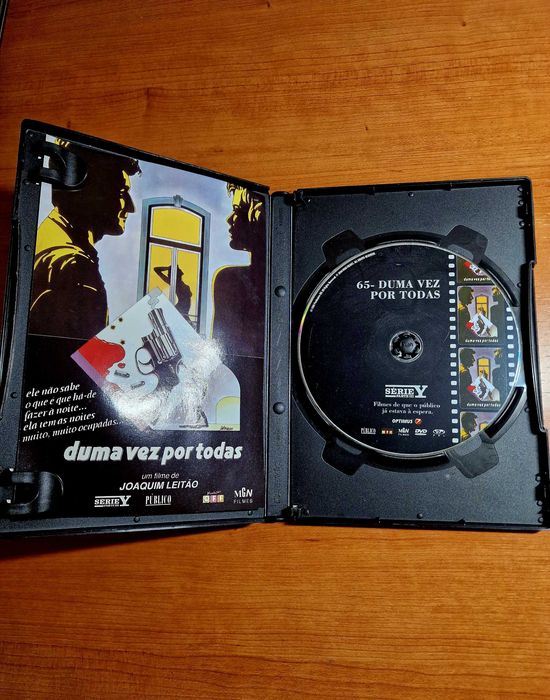 ele não sabe
o que é que há-de
fazer à noite...
ela tem as noites
muito, muito ocupadas...
duma vez por todas
um filme de
JOAQUIM LEITÃO
SÉRIE Y
PÚBLICO
MGN
FILMES
65- DUMA VEZ
POR TODAS
SÉRIE Y
Filmes de que o público
já estava à espera.
OPTIMUS
PÚBLICO
MGN
DVD
duma vez por todas
duma vez por todas